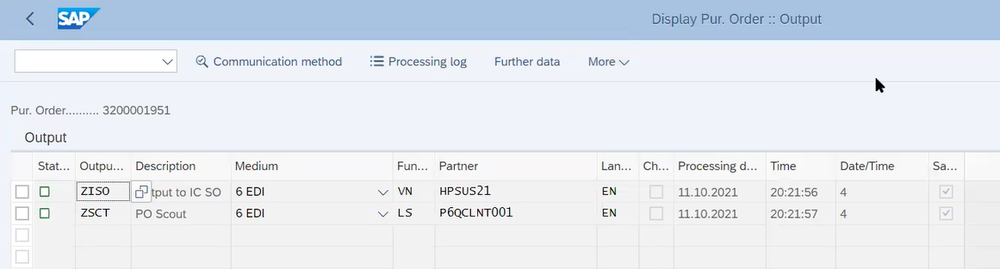 SAP
Display Pur. Order :: Output
Communication method Processing log Further data More
Pur. Order.......... 3200001951
Output
Stat... Outpu... Description Medium Fun... Partner Lan... Ch... Processing d... Time Date/Time Sa...
ZISO tput to IC SO 6 EDI VN HPSUS21 EN 11.10.2021 20:21:56 4
ZSCT PO Scout 6 EDI LS P6QCLNT001 EN 11.10.2021 20:21:57 4